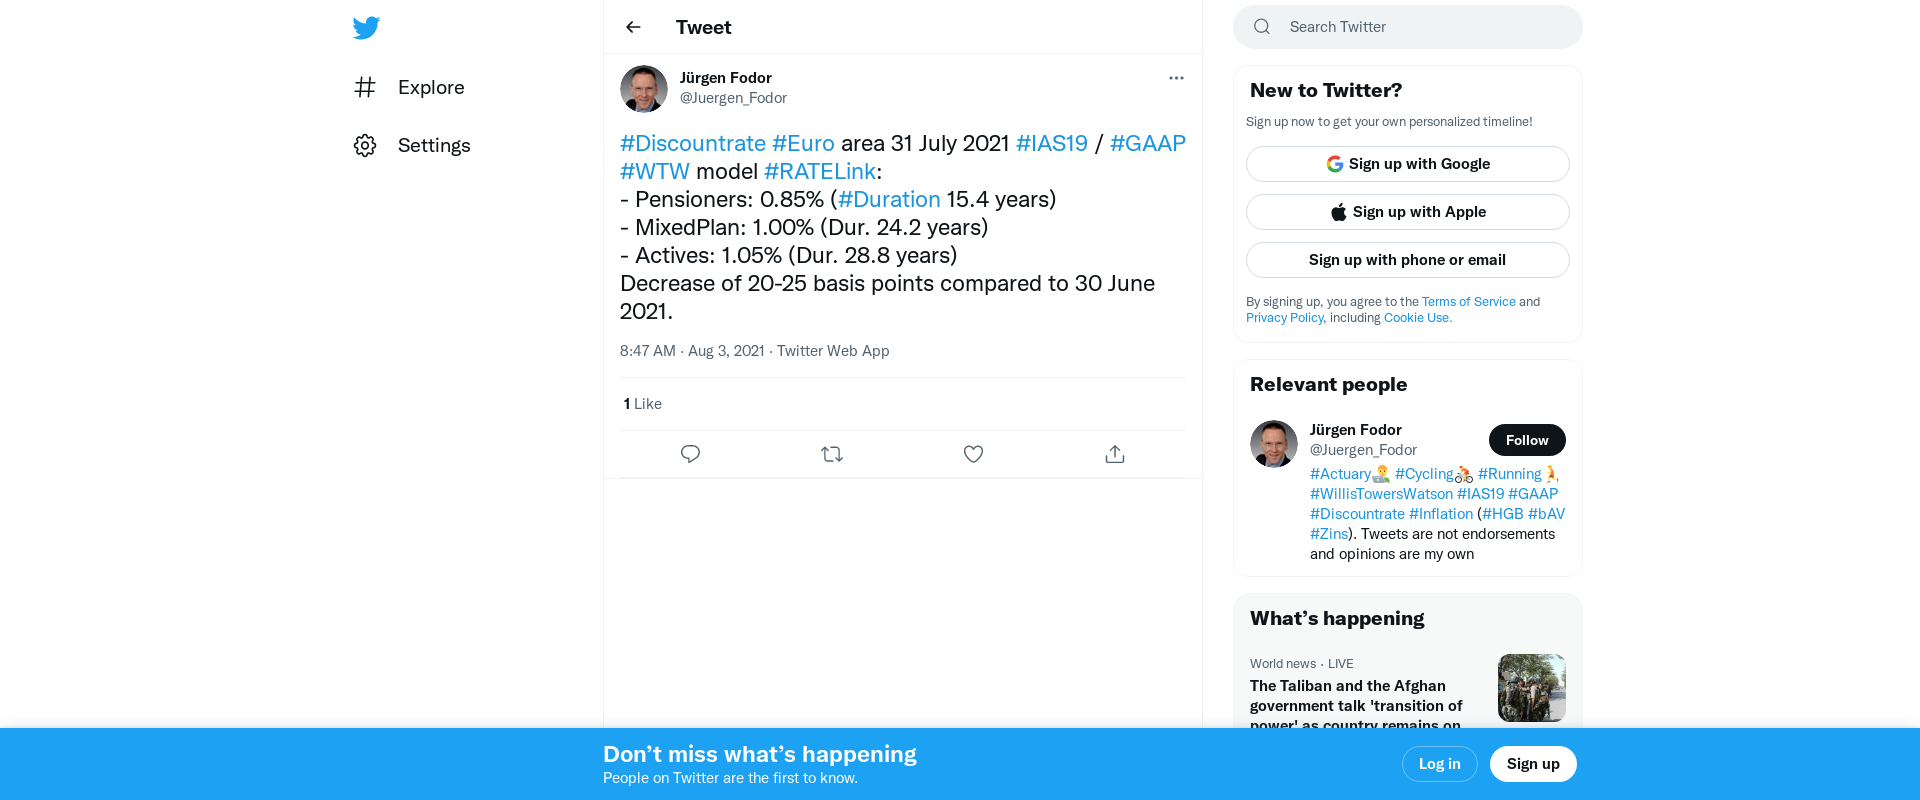 Explore
Settings
Tweet
Jürgen Fodor
@Juergen_Fodor
#Discountrate #Euro area 31 July 2021 #IAS19 / #GAAP
#WTW model #RATELink:
- Pensioners: 0.85% (#Duration 15.4 years)
- MixedPlan: 1.00% (Dur. 24.2 years)
- Actives: 1.05% (Dur. 28.8 years)
Decrease of 20-25 basis points compared to 30 June
2021.
8:47 AM · Aug 3, 2021 · Twitter Web App
1 Like
Search Twitter
New to Twitter?
Sign up now to get your own personalized timeline!
Sign up with Google
Sign up with Apple
Sign up with phone or email
By signing up, you agree to the Terms of Service and
Privacy Policy, including Cookie Use.
Relevant people
Jürgen Fodor
@Juergen_Fodor
Follow
#Actuary👨‍💻 #Cycling🚴 #Running🏃
#WillisTowersWatson #IAS19 #GAAP
#Discountrate #Inflation (#HGB #bAV
#Zins). Tweets are not endorsements
and opinions are my own
What's happening
World news · LIVE
The Taliban and the Afghan
government talk 'transition of
power' as country remains on
Don't miss what's happening
People on Twitter are the first to know.
Log in
Sign up